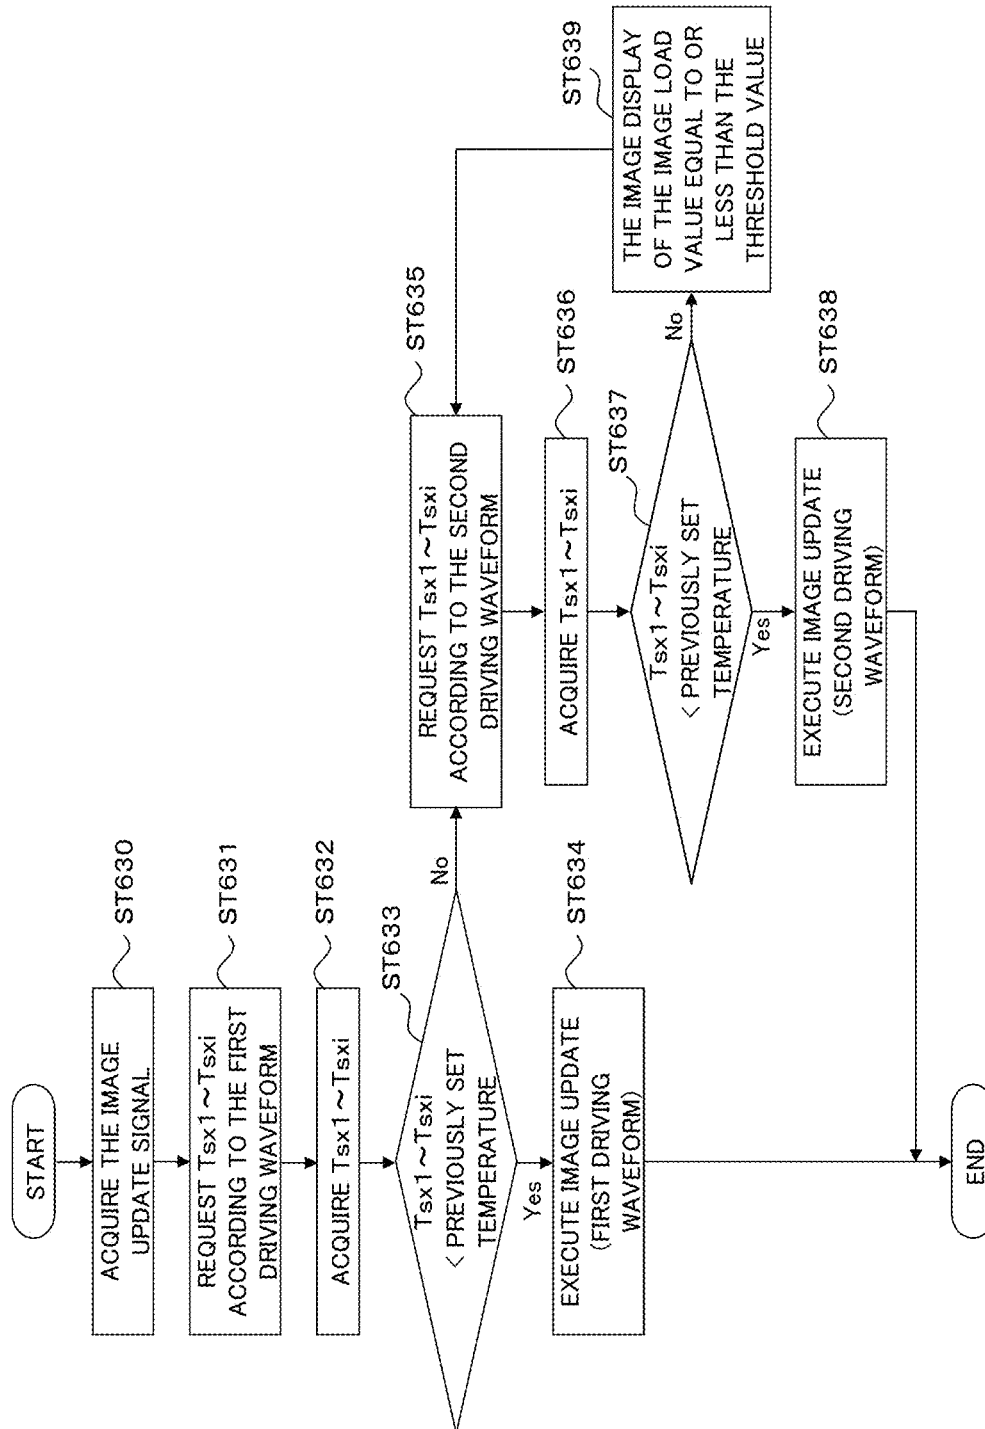 START
ACQUIRE THE IMAGE
UPDATE SIGNAL
ST630
REQUEST Tsx1~Tsxi
ACCORDING TO THE FIRST
DRIVING WAVEFORM
ST631
ACQUIRE Tsx1~Tsxi
ST632
Tsx1~Tsxi
< PREVIOUSLY SET
TEMPERATURE
ST633
No
Yes
EXECUTE IMAGE UPDATE
(FIRST DRIVING
WAVEFORM)
ST634
REQUEST Tsx1~Tsxi
ACCORDING TO THE SECOND
DRIVING WAVEFORM
ST635
ACQUIRE Tsx1~Tsxi
ST636
Tsx1~Tsxi
< PREVIOUSLY SET
TEMPERATURE
ST637
No
Yes
EXECUTE IMAGE UPDATE
(SECOND DRIVING
WAVEFORM)
ST638
THE IMAGE DISPLAY
OF THE IMAGE LOAD
VALUE EQUAL TO OR
LESS THAN THE
THRESHOLD VALUE
ST639
END